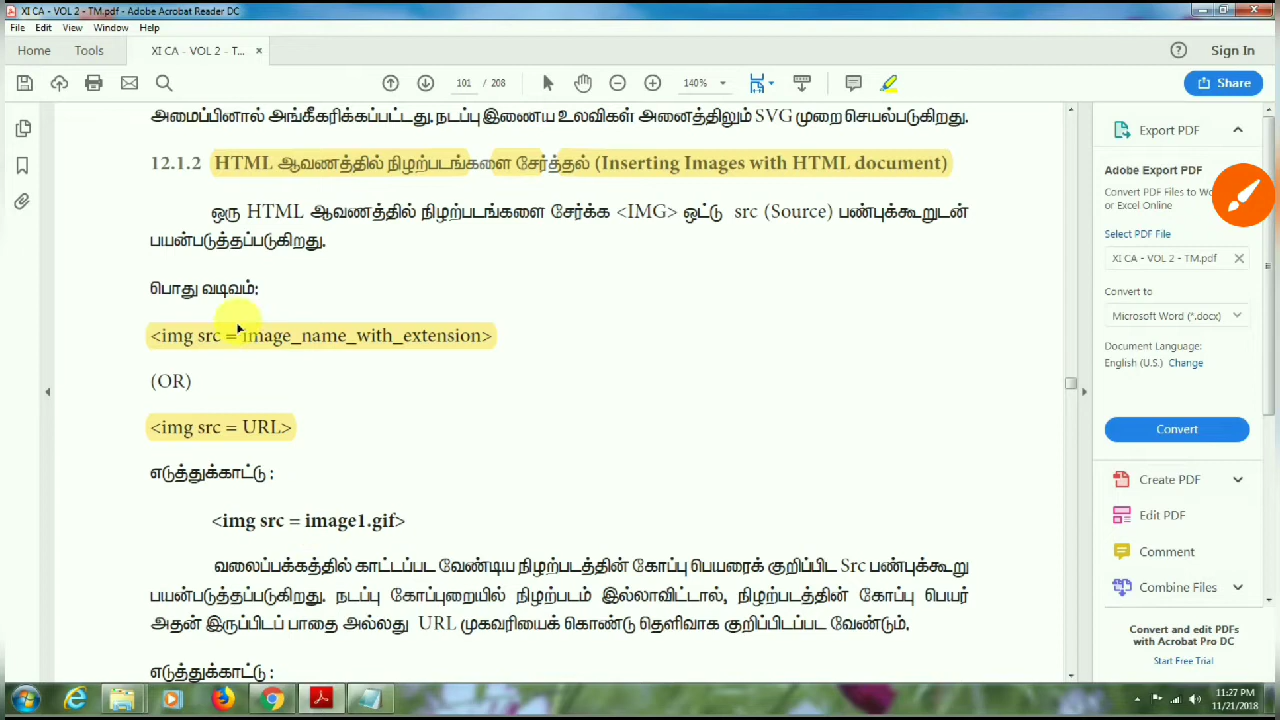 XI CA - VOL 2 - TM.pdf - Adobe Acrobat Reader DC
File Edit View Window Help
Home Tools XI CA - VOL 2 - T... × Sign In
101 / 208 140% Share
அமைப்பினால் அங்கீகரிக்கப்பட்டது. நடப்பு இணைய உலவிகள் அனைத்திலும் SVG முறை செயல்படுகிறது.
12.1.2 HTML ஆவணத்தில் நிழற்படங்களை சேர்த்தல் (Inserting Images with HTML document)
ஒரு HTML ஆவணத்தில் நிழற்படங்களை சேர்க்க <IMG> ஒட்டு src (Source) பண்புக்கூறுடன்
பயன்படுத்தப்படுகிறது.
பொது வடிவம்:
<img src = image_name_with_extension>
(OR)
<img src = URL>
எடுத்துக்காட்டு :
<img src = image1.gif>
வலைப்பக்கத்தில் காட்டப்பட வேண்டிய நிழற்படத்தின் கோப்பு பெயரைக் குறிப்பிட Src பண்புக்கூறு
பயன்படுத்தப்படுகிறது. நடப்பு கோப்புறையில் நிழற்படம் இல்லாவிட்டால், நிழற்படத்தின் கோப்பு பெயர்
அதன் இருப்பிடப் பாதை அல்லது URL முகவரியைக் கொண்டு தெளிவாக குறிப்பிடப்பட வேண்டும்.
எடுத்துக்காட்டு :
Export PDF
Adobe Export PDF
Convert PDF Files to Wo
or Excel Online
Select PDF File
XI CA - VOL 2 - TM.pdf
Convert to
Microsoft Word (*.docx)
Document Language:
English (U.S.) Change
Convert
Create PDF
Edit PDF
Comment
Combine Files
Convert and edit PDFs
with Acrobat Pro DC
Start Free Trial
11:27 PM
11/21/2018